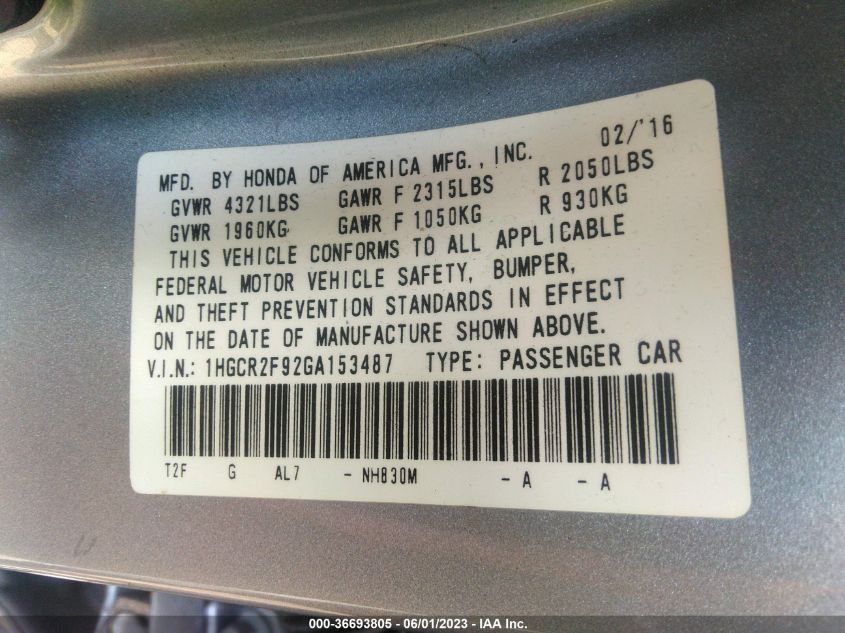 02/'16
MFD. BY HONDA OF AMERICA MFG., INC.
GVWR 4321LBS GAWR F 2315LBS R 2050LBS
GVWR 1960KG GAWR F 1050KG R 930KG
THIS VEHICLE CONFORMS TO ALL APPLICABLE
FEDERAL MOTOR VEHICLE SAFETY, BUMPER,
AND THEFT PREVENTION STANDARDS IN EFFECT
ON THE DATE OF MANUFACTURE SHOWN ABOVE.
V.I.N.: 1HGCR2F92GA153487 TYPE: PASSENGER CAR
T2F G AL7 - NH830M - A - A
000-36693805 - 06/01/2023 - IAA Inc.